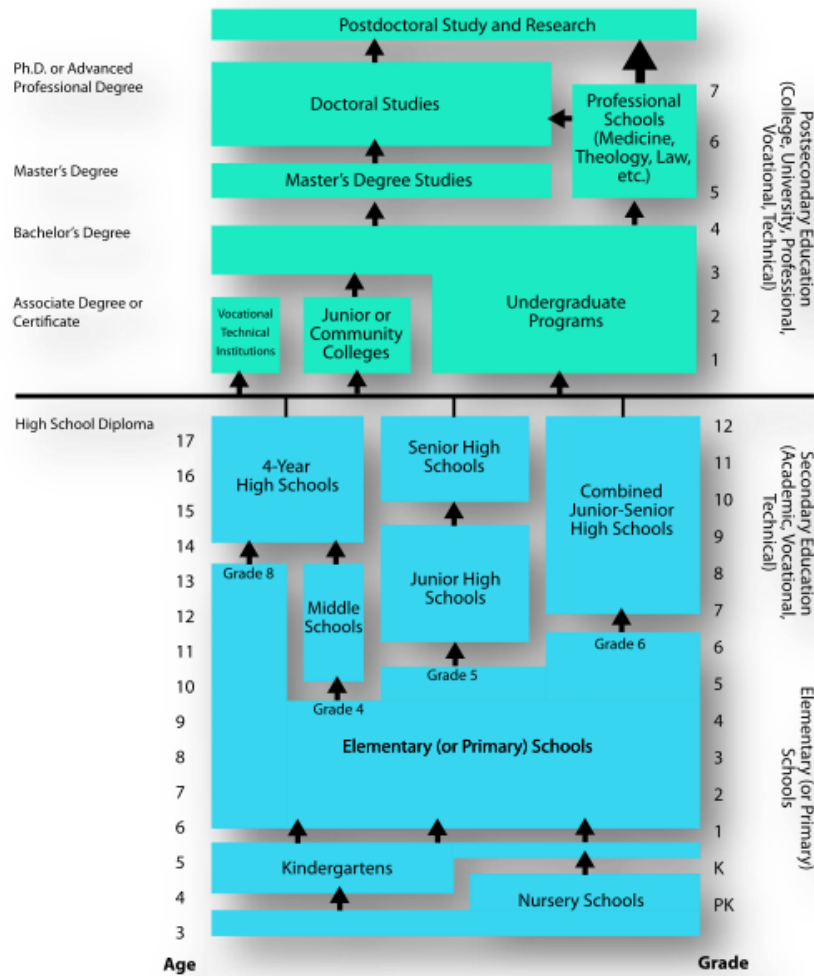 Postdoctoral Study and Research
Ph.D. or Advanced
Professional Degree
Doctoral Studies
Professional
Schools
(Medicine,
Theology, Law,
etc.)
7
6
Master's Degree
Master's Degree Studies
5
Bachelor's Degree
4
3
Associate Degree or
Certificate
Vocational
Technical
Institutions
Junior or
Community
Colleges
Undergraduate
Programs
2
1
Postsecondary Education
(College, University, Professional,
Vocational, Technical)
High School Diploma
17
16
15
14
13
12
11
10
9
8
7
6
5
4
3
Age
4-Year
High Schools
Senior High
Schools
Combined
Junior-Senior
High Schools
Grade 8
Middle
Schools
Junior High
Schools
Grade 4
Grade 5
Grade 6
Elementary (or Primary) Schools
Kindergartens
Nursery Schools
12
11
10
9
8
7
6
5
4
3
2
1
K
PK
Grade
Secondary Education
(Academic, Vocational,
Technical)
Elementary (or Primary)
Schools